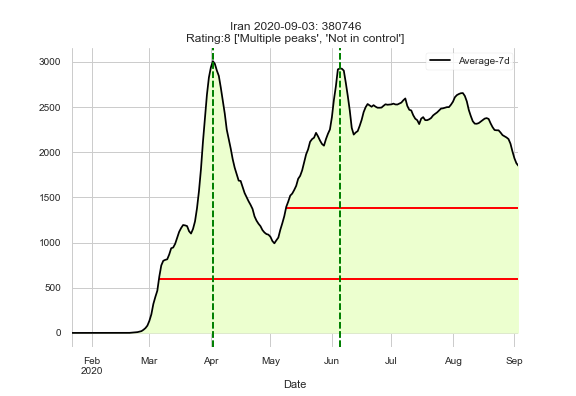 Iran 2020-09-03: 380746
Rating:8 ['Multiple peaks', 'Not in control']
Average-7d
3000
2500
2000
1500
1000
500
0
Feb
2020
Mar
Apr
May
Jun
Jul
Aug
Sep
Date